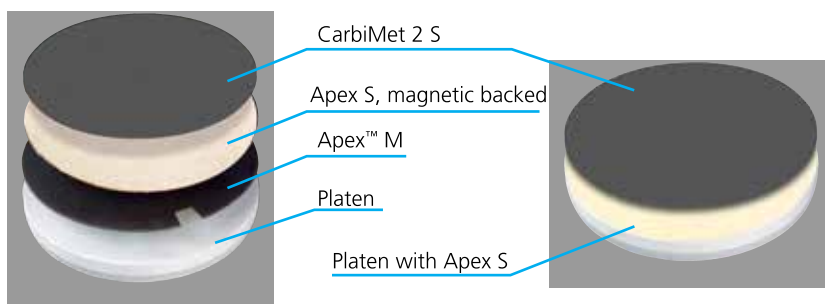 CarbiMet 2 S
Apex S, magnetic backed
Apex™ M
Platen
Platen with Apex S